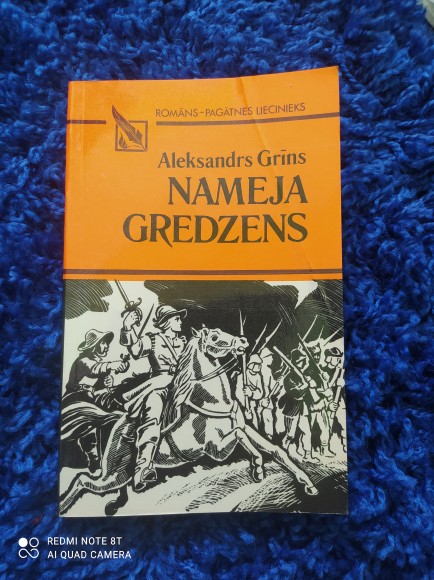 ROMĀNS–PAGĀTNES LIECINIEKS
Aleksandrs Grīns
NAMEJA
GREDZENS
REDMI NOTE 8T
AI QUAD CAMERA